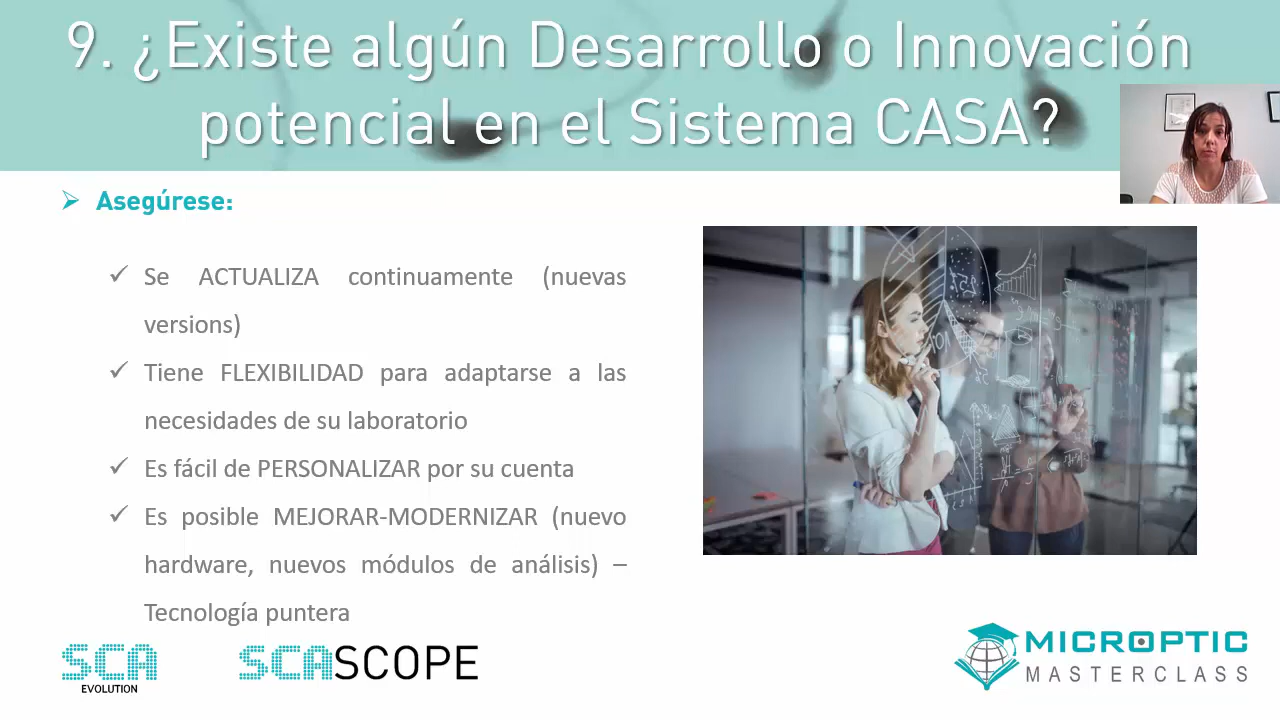 9. ¿Existe algún Desarrollo o Innovación
potencial en el Sistema CASA?
Asegúrese:
Se ACTUALIZA continuamente (nuevas
versions)
Tiene FLEXIBILIDAD para adaptarse a las
necesidades de su laboratorio
Es fácil de PERSONALIZAR por su cuenta
Es posible MEJORAR-MODERNIZAR (nuevo
hardware, nuevos módulos de análisis) –
Tecnología puntera
SCA
EVOLUTION
SCASCOPE
MICROPTIC
MASTERCLASS